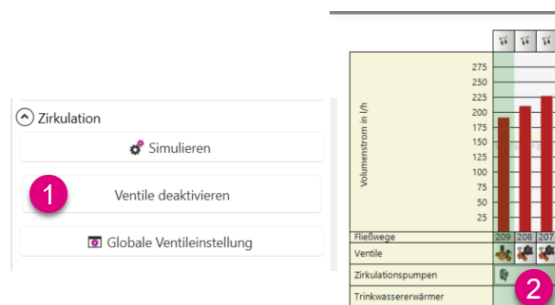 Zirkulation
Simulieren
1
Ventile deaktivieren
Globale Ventileinstellung
Volumenstrom in l/h
275
250
225
200
175
150
125
100
75
50
25
Fließwege 209 208 207
Ventile
Zirkulationspumpen
2
Trinkwassererwärmer